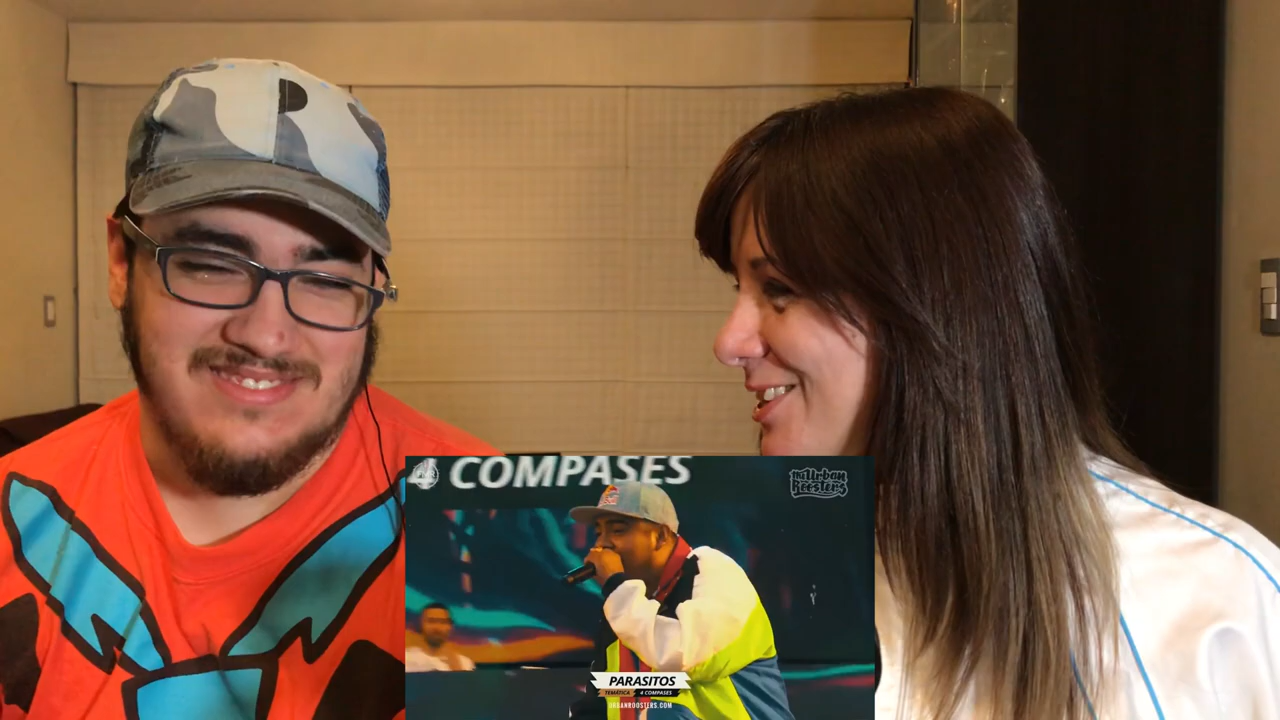 4 COMPASES
Urban
Roosters
PARASITOS
TEMÁTICA 4 COMPASES
URBANROOSTERS.COM